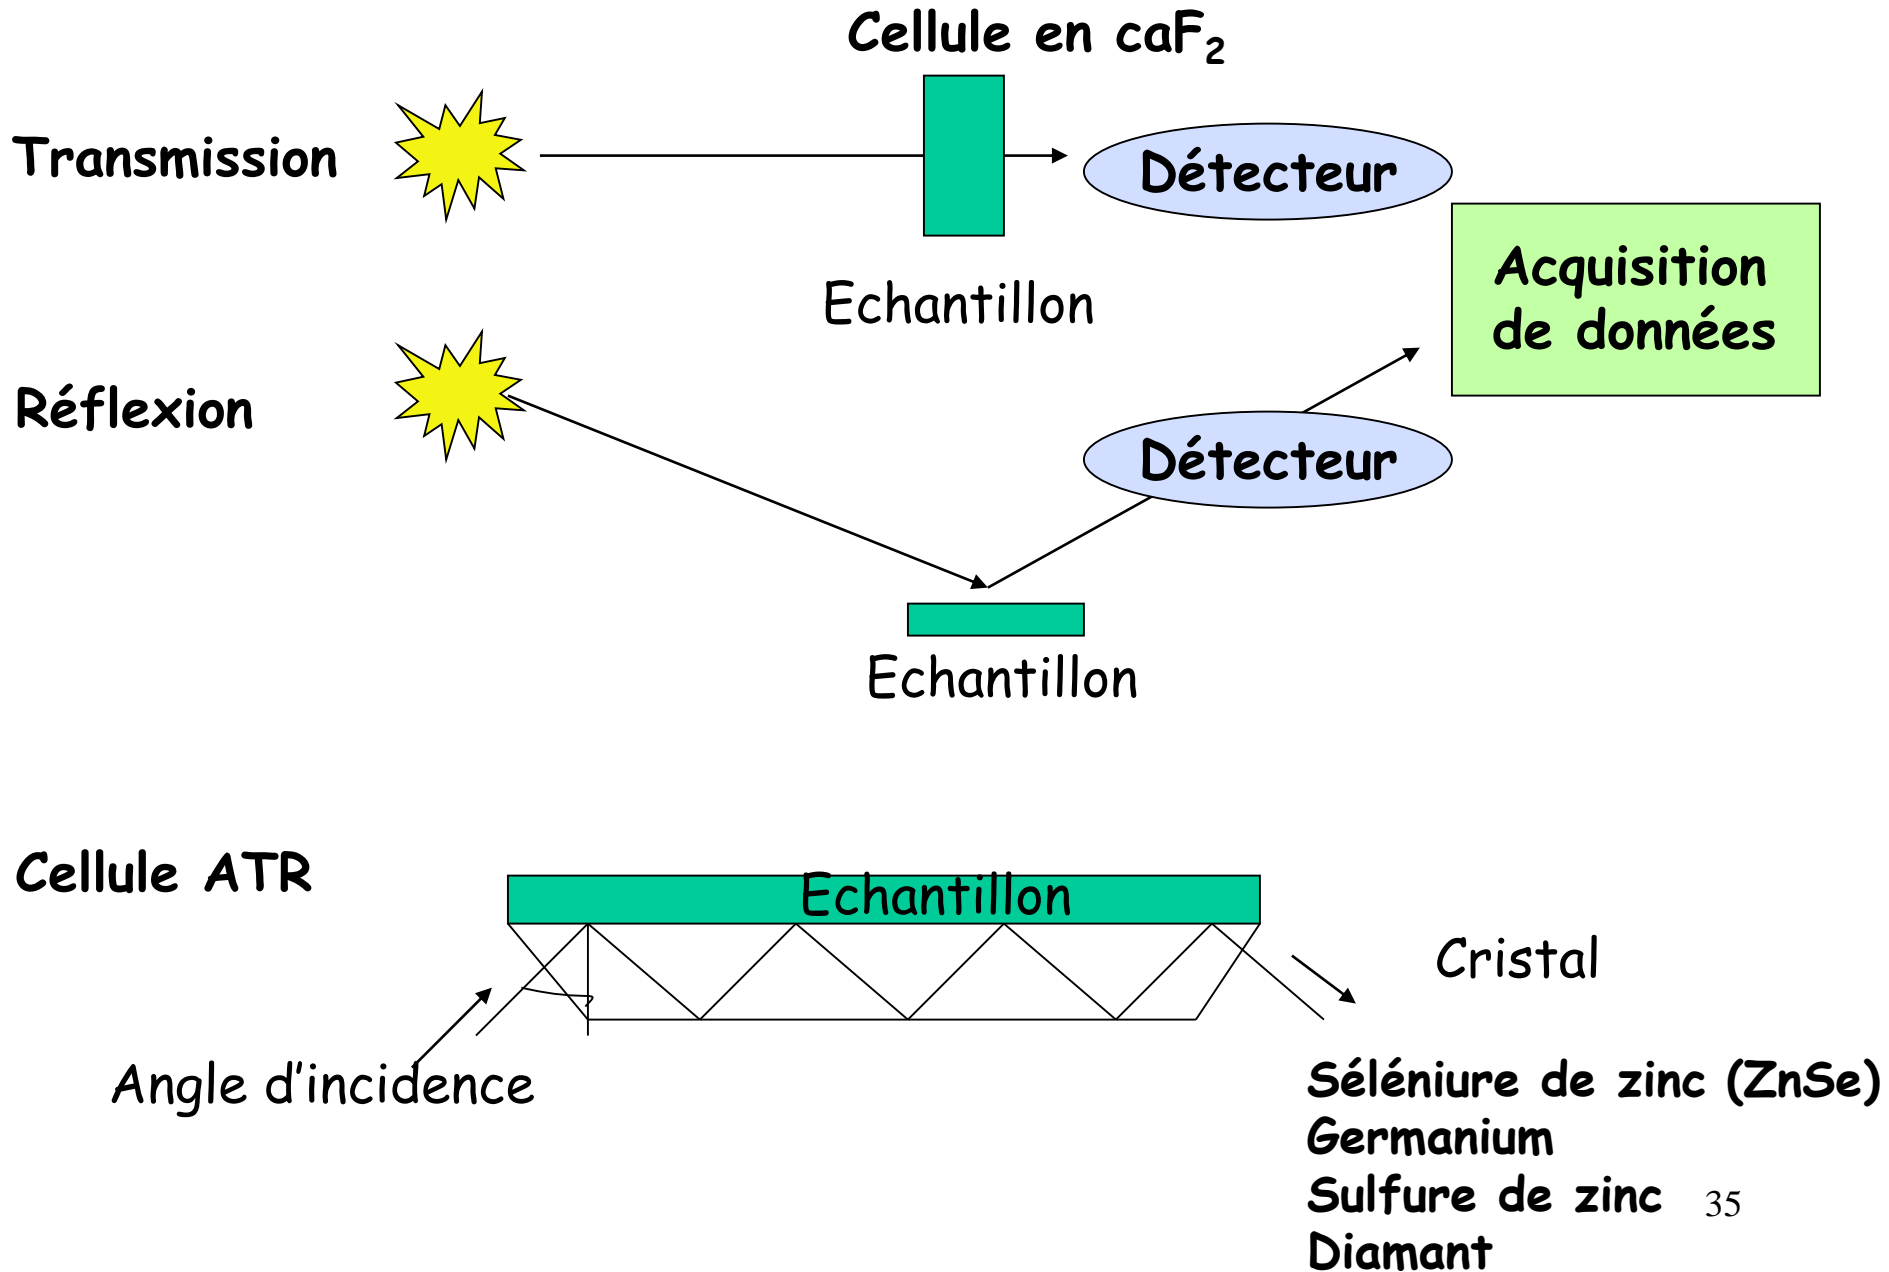 Cellule en caF₂
Transmission
Détecteur
Acquisition
de données
Echantillon
Réflexion
Détecteur
Echantillon
Cellule ATR
Echantillon
Cristal
Angle d'incidence
Séléniure de zinc (ZnSe)
Germanium
Sulfure de zinc
35
Diamant